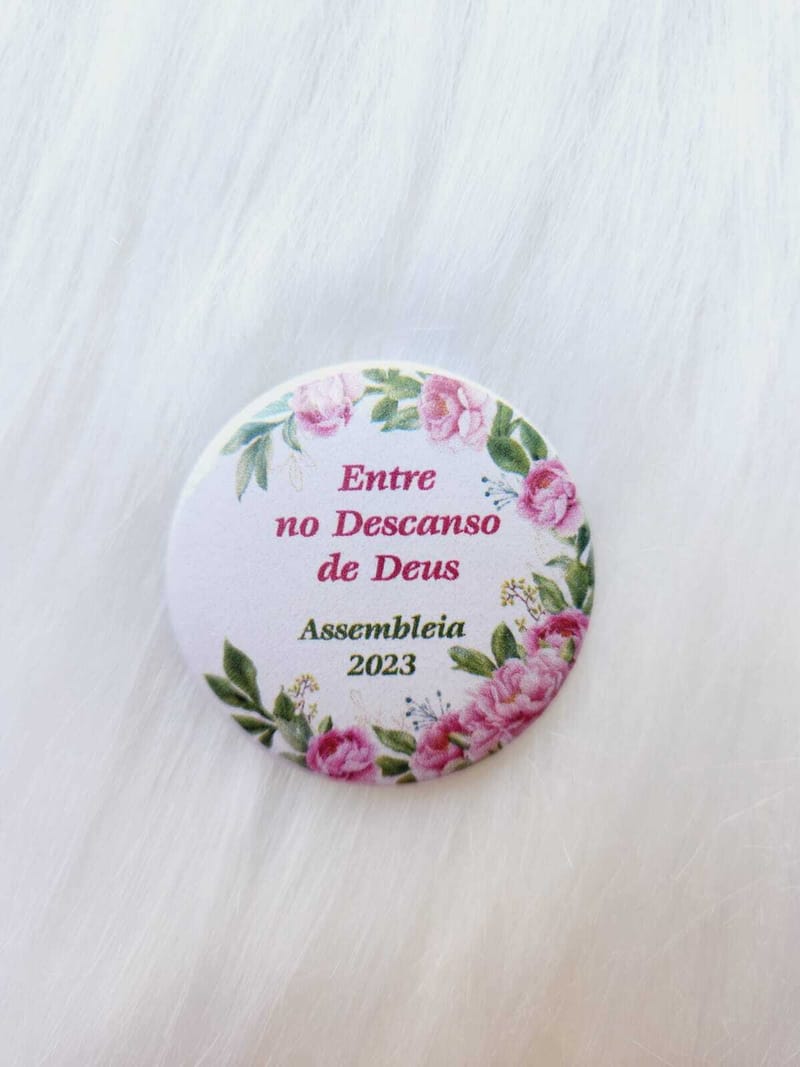 Entre
no Descanso
de Deus
Assembleia
2023